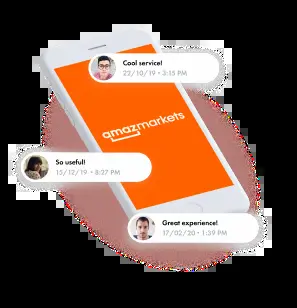 Cool service!
22/10/19 • 3:15 PM
amazmarkets
So useful!
15/12/19 • 8:27 PM
Great experience!
17/02/20 • 1:59 PM